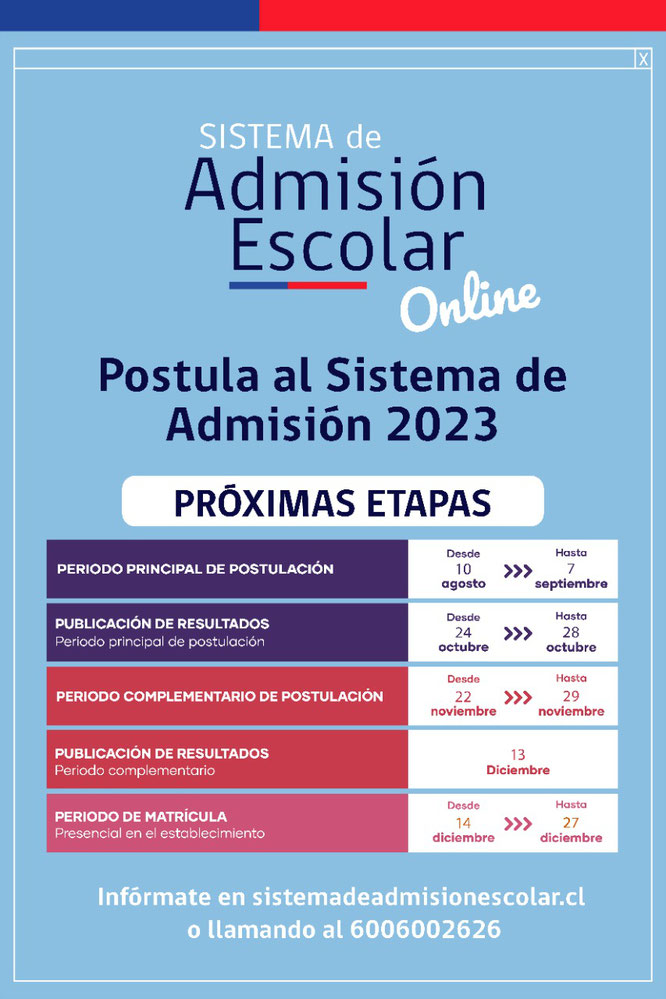 X
SISTEMA de
Admisión
Escolar
Online
Postula al Sistema de
Admisión 2023
PRÓXIMAS ETAPAS
PERIODO PRINCIPAL DE POSTULACIÓN
Desde
10
agosto
>>>
Hasta
7
septiembre
PUBLICACIÓN DE RESULTADOS
Periodo principal de postulación
Desde
24
octubre
>>>
Hasta
28
octubre
PERIODO COMPLEMENTARIO DE POSTULACIÓN
Desde
22
noviembre
>>>
Hasta
29
noviembre
PUBLICACIÓN DE RESULTADOS
Periodo complementario
13
Diciembre
PERIODO DE MATRÍCULA
Presencial en el establecimiento
Desde
14
diciembre
>>>
Hasta
27
diciembre
Infórmate en sistemadeadmisionescolar.cl
o llamando al 6006002626